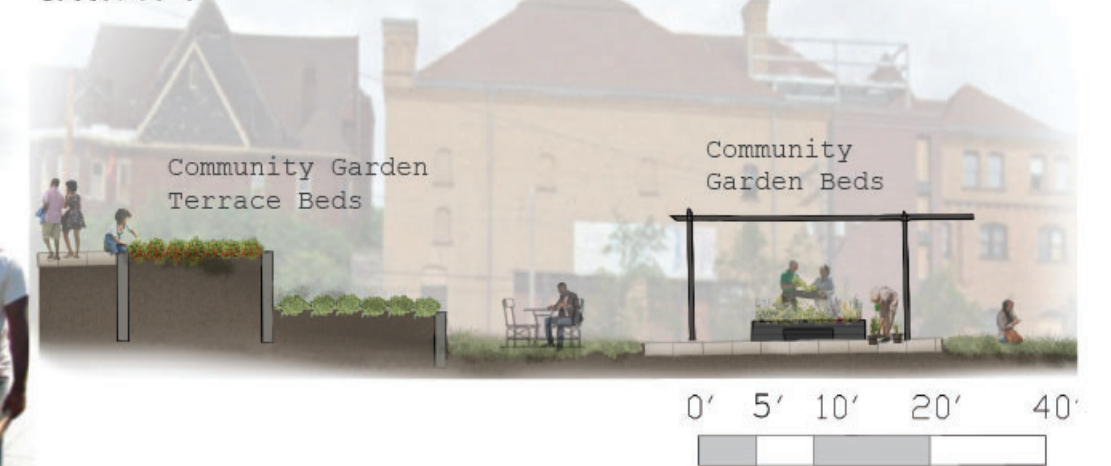 Community Garden
Terrace Beds
Community
Garden Beds
0' 5' 10' 20' 40'